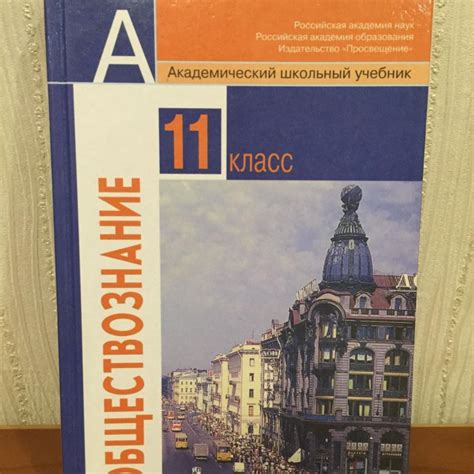 А
Российская академия наук
Российская академия образования
Издательство «Просвещение»
Академический школьный учебник
11
класс
ОБЩЕСТВОЗНАНИЕ